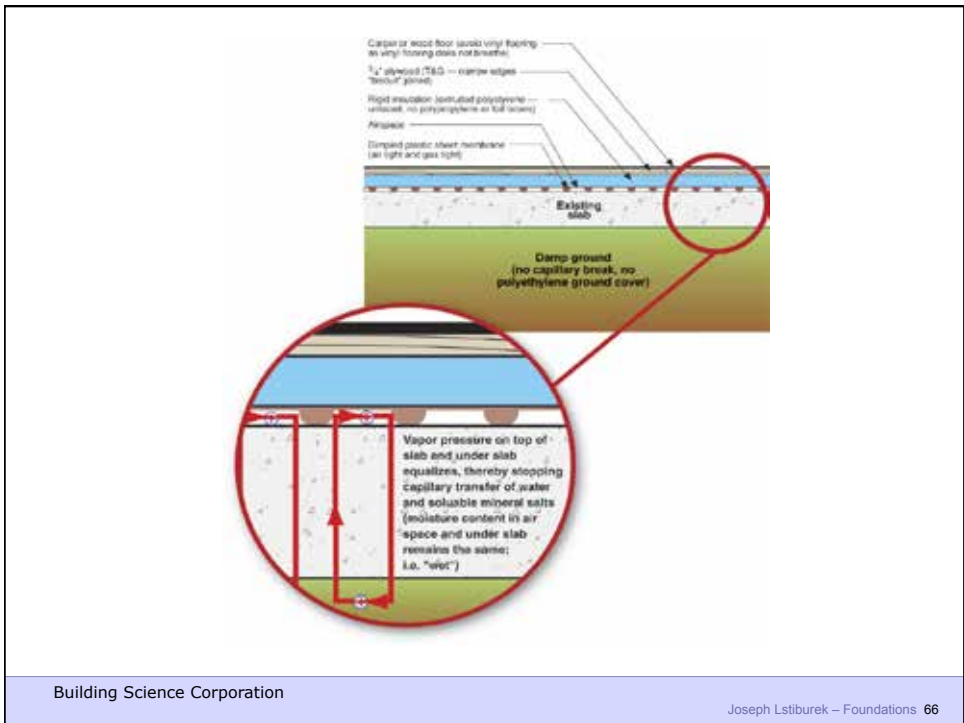 Carpet or wood floor (avoid vinyl flooring
as vinyl flooring does not breathe)
¾" plywood (T&G — narrow edges
"biscuit" joined)
Rigid insulation (extruded polystyrene —
unfaced, no polypropylene or foil facers)
Airspace
Dimpled plastic sheet membrane
(air tight and gas tight)
Existing
slab
Damp ground
(no capillary break, no
polyethylene ground cover)
Vapor pressure on top of
slab and under slab
equalizes, thereby stopping
capillary transfer of water
and soluable mineral salts
(moisture content in air
space and under slab
remains the same;
i.e. "wet")
Building Science Corporation
Joseph Lstiburek – Foundations 66